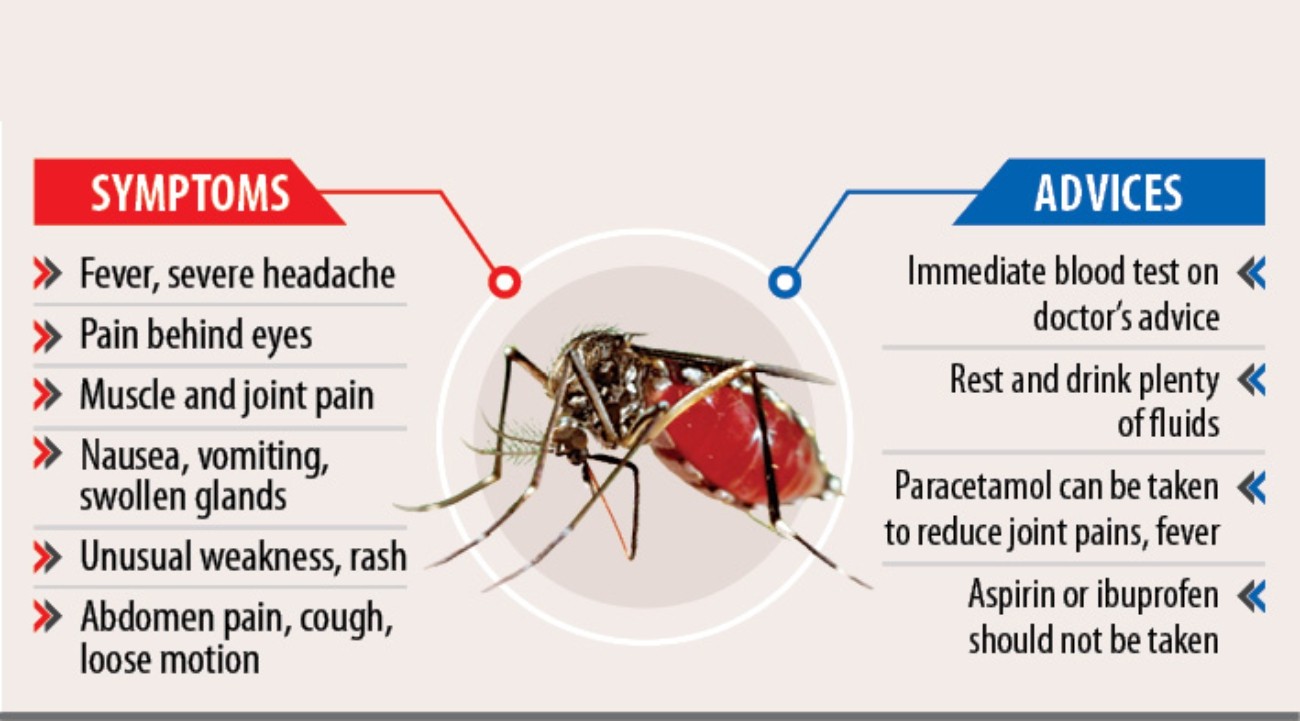 SYMPTOMS
Fever, severe headache
Pain behind eyes
Muscle and joint pain
Nausea, vomiting,
swollen glands
Unusual weakness, rash
Abdomen pain, cough,
loose motion
ADVICES
Immediate blood test on
doctor's advice
Rest and drink plenty
of fluids
Paracetamol can be taken
to reduce joint pains, fever
Aspirin or ibuprofen
should not be taken